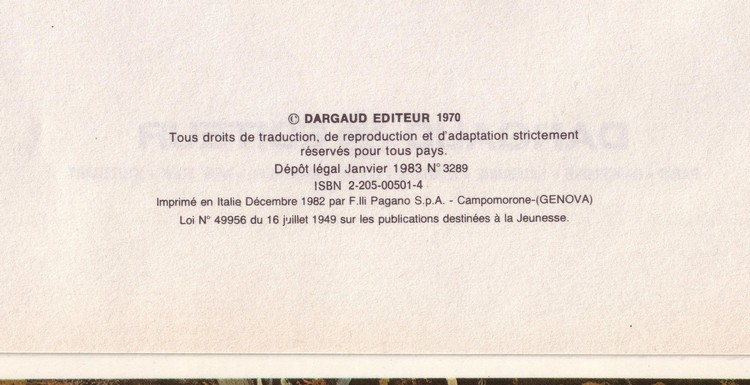 © DARGAUD EDITEUR 1970
Tous droits de traduction, de reproduction et d'adaptation strictement
réservés pour tous pays.
Dépôt légal Janvier 1983 N° 3289
ISBN 2-205-00501-4
Imprimé en Italie Décembre 1982 par F.lli Pagano S.p.A. - Campomorone-(GENOVA)
Loi N° 49956 du 16 juillet 1949 sur les publications destinées à la Jeunesse.